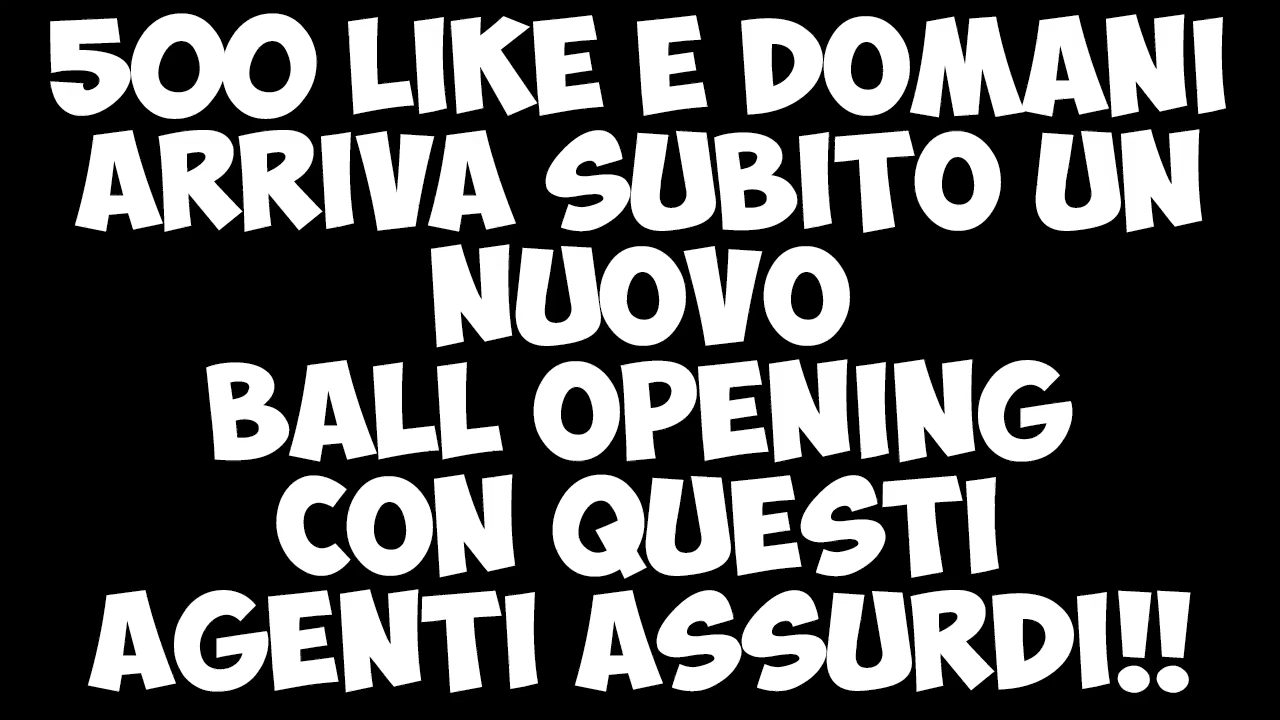 500 LIKE E DOMANI
ARRIVA SUBITO UN
NUOVO
BALL OPENING
CON QUESTI
AGENTI ASSURDI!!